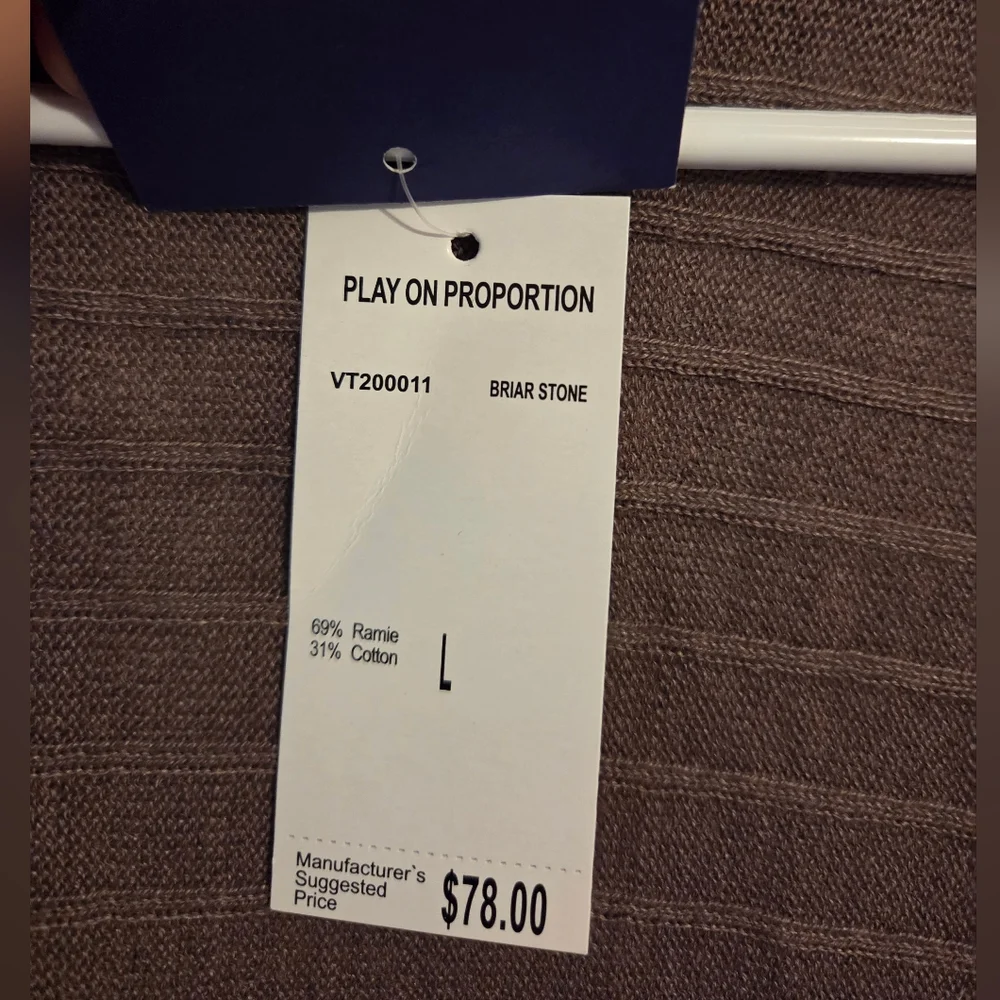 PLAY ON PROPORTION
VT200011 BRIAR STONE
69% Ramie
31% Cotton
L
Manufacturer`s
Suggested
Price
$78.00